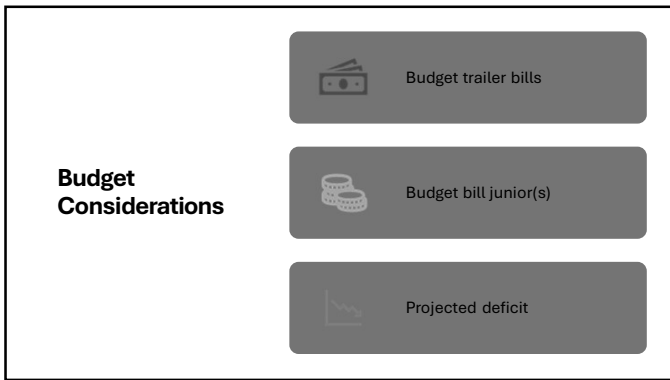 Budget trailer bills
Budget
Considerations
Budget bill junior(s)
Projected deficit